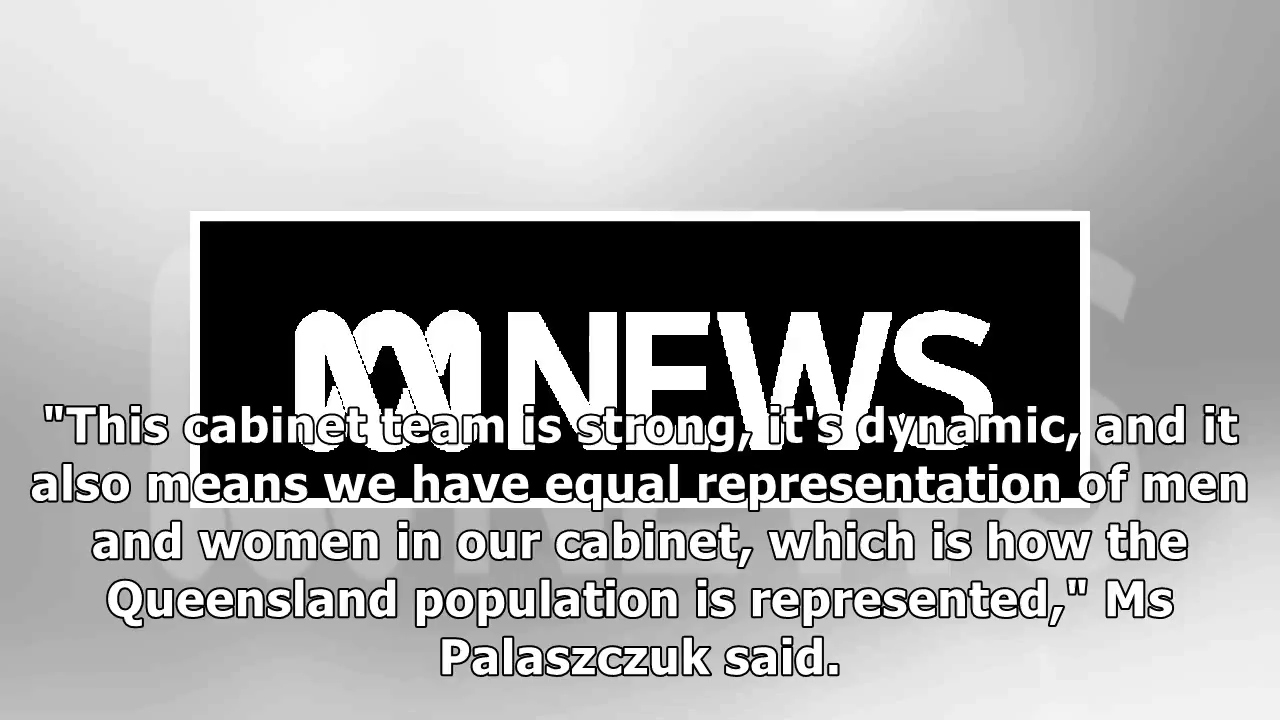 NEWS
"This cabinet team is strong, it's dynamic, and it
also means we have equal representation of men
and women in our cabinet, which is how the
Queensland population is represented," Ms
Palaszczuk said.